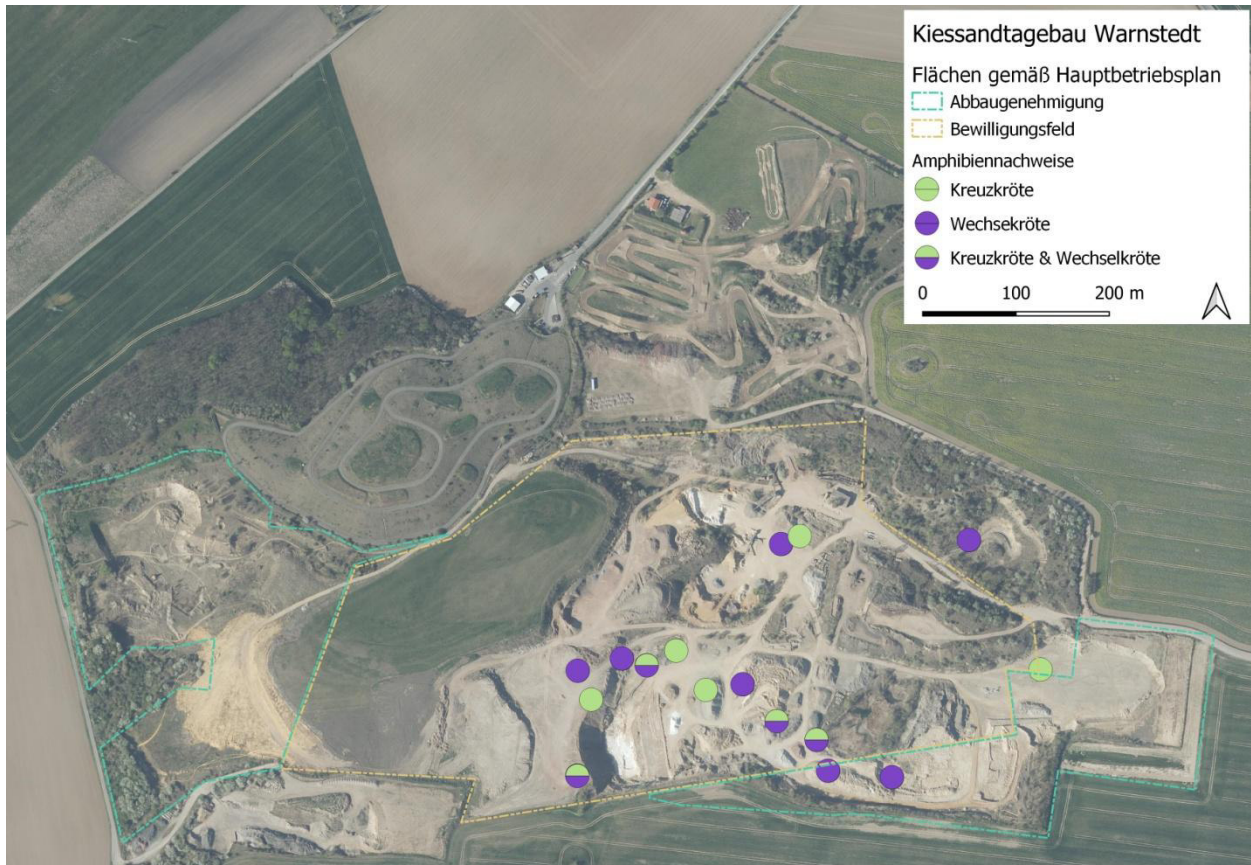 Kiessandtagebau Warnstedt
Flächen gemäß Hauptbetriebsplan
Abbaugenehmigung
Bewilligungsfeld
Amphibiennachweise
Kreuzkröte
Wechsekröte
Kreuzkröte & Wechselkröte
0 100 200 m